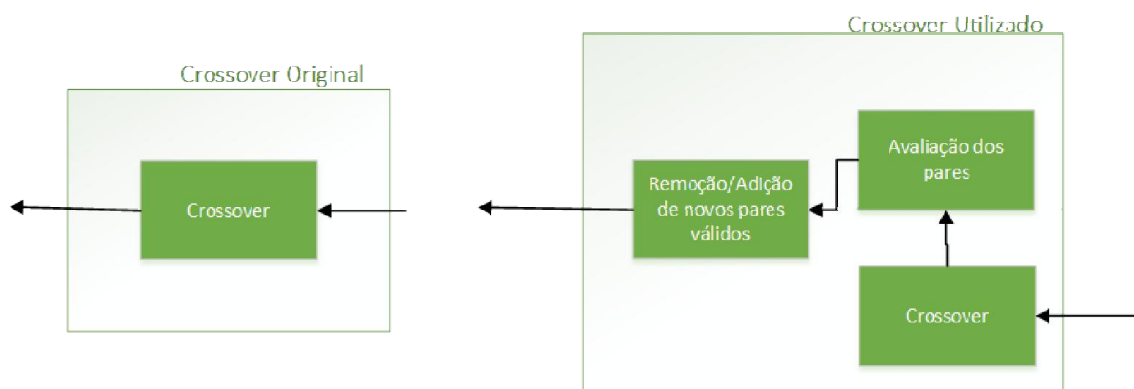 Crossover Original
Crossover
Crossover Utilizado
Avaliação dos
pares
Remoção/Adição
de novos pares
válidos
Crossover